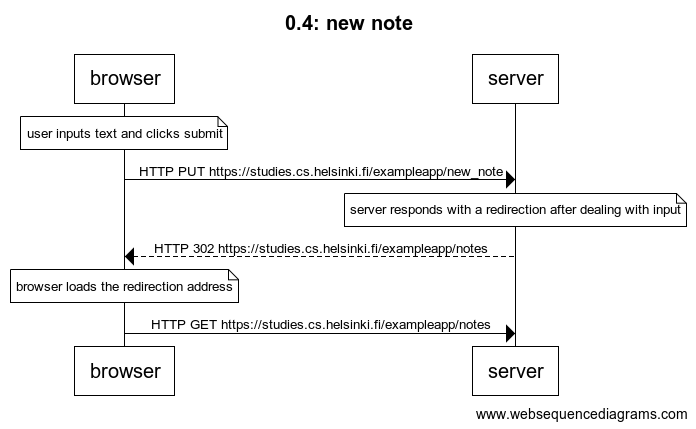 0.4: new note
browser
server
user inputs text and clicks submit
HTTP PUT https://studies.cs.helsinki.fi/exampleapp/new_note
server responds with a redirection after dealing with input
HTTP 302 https://studies.cs.helsinki.fi/exampleapp/notes
browser loads the redirection address
HTTP GET https://studies.cs.helsinki.fi/exampleapp/notes
browser
server
www.websequencediagrams.com